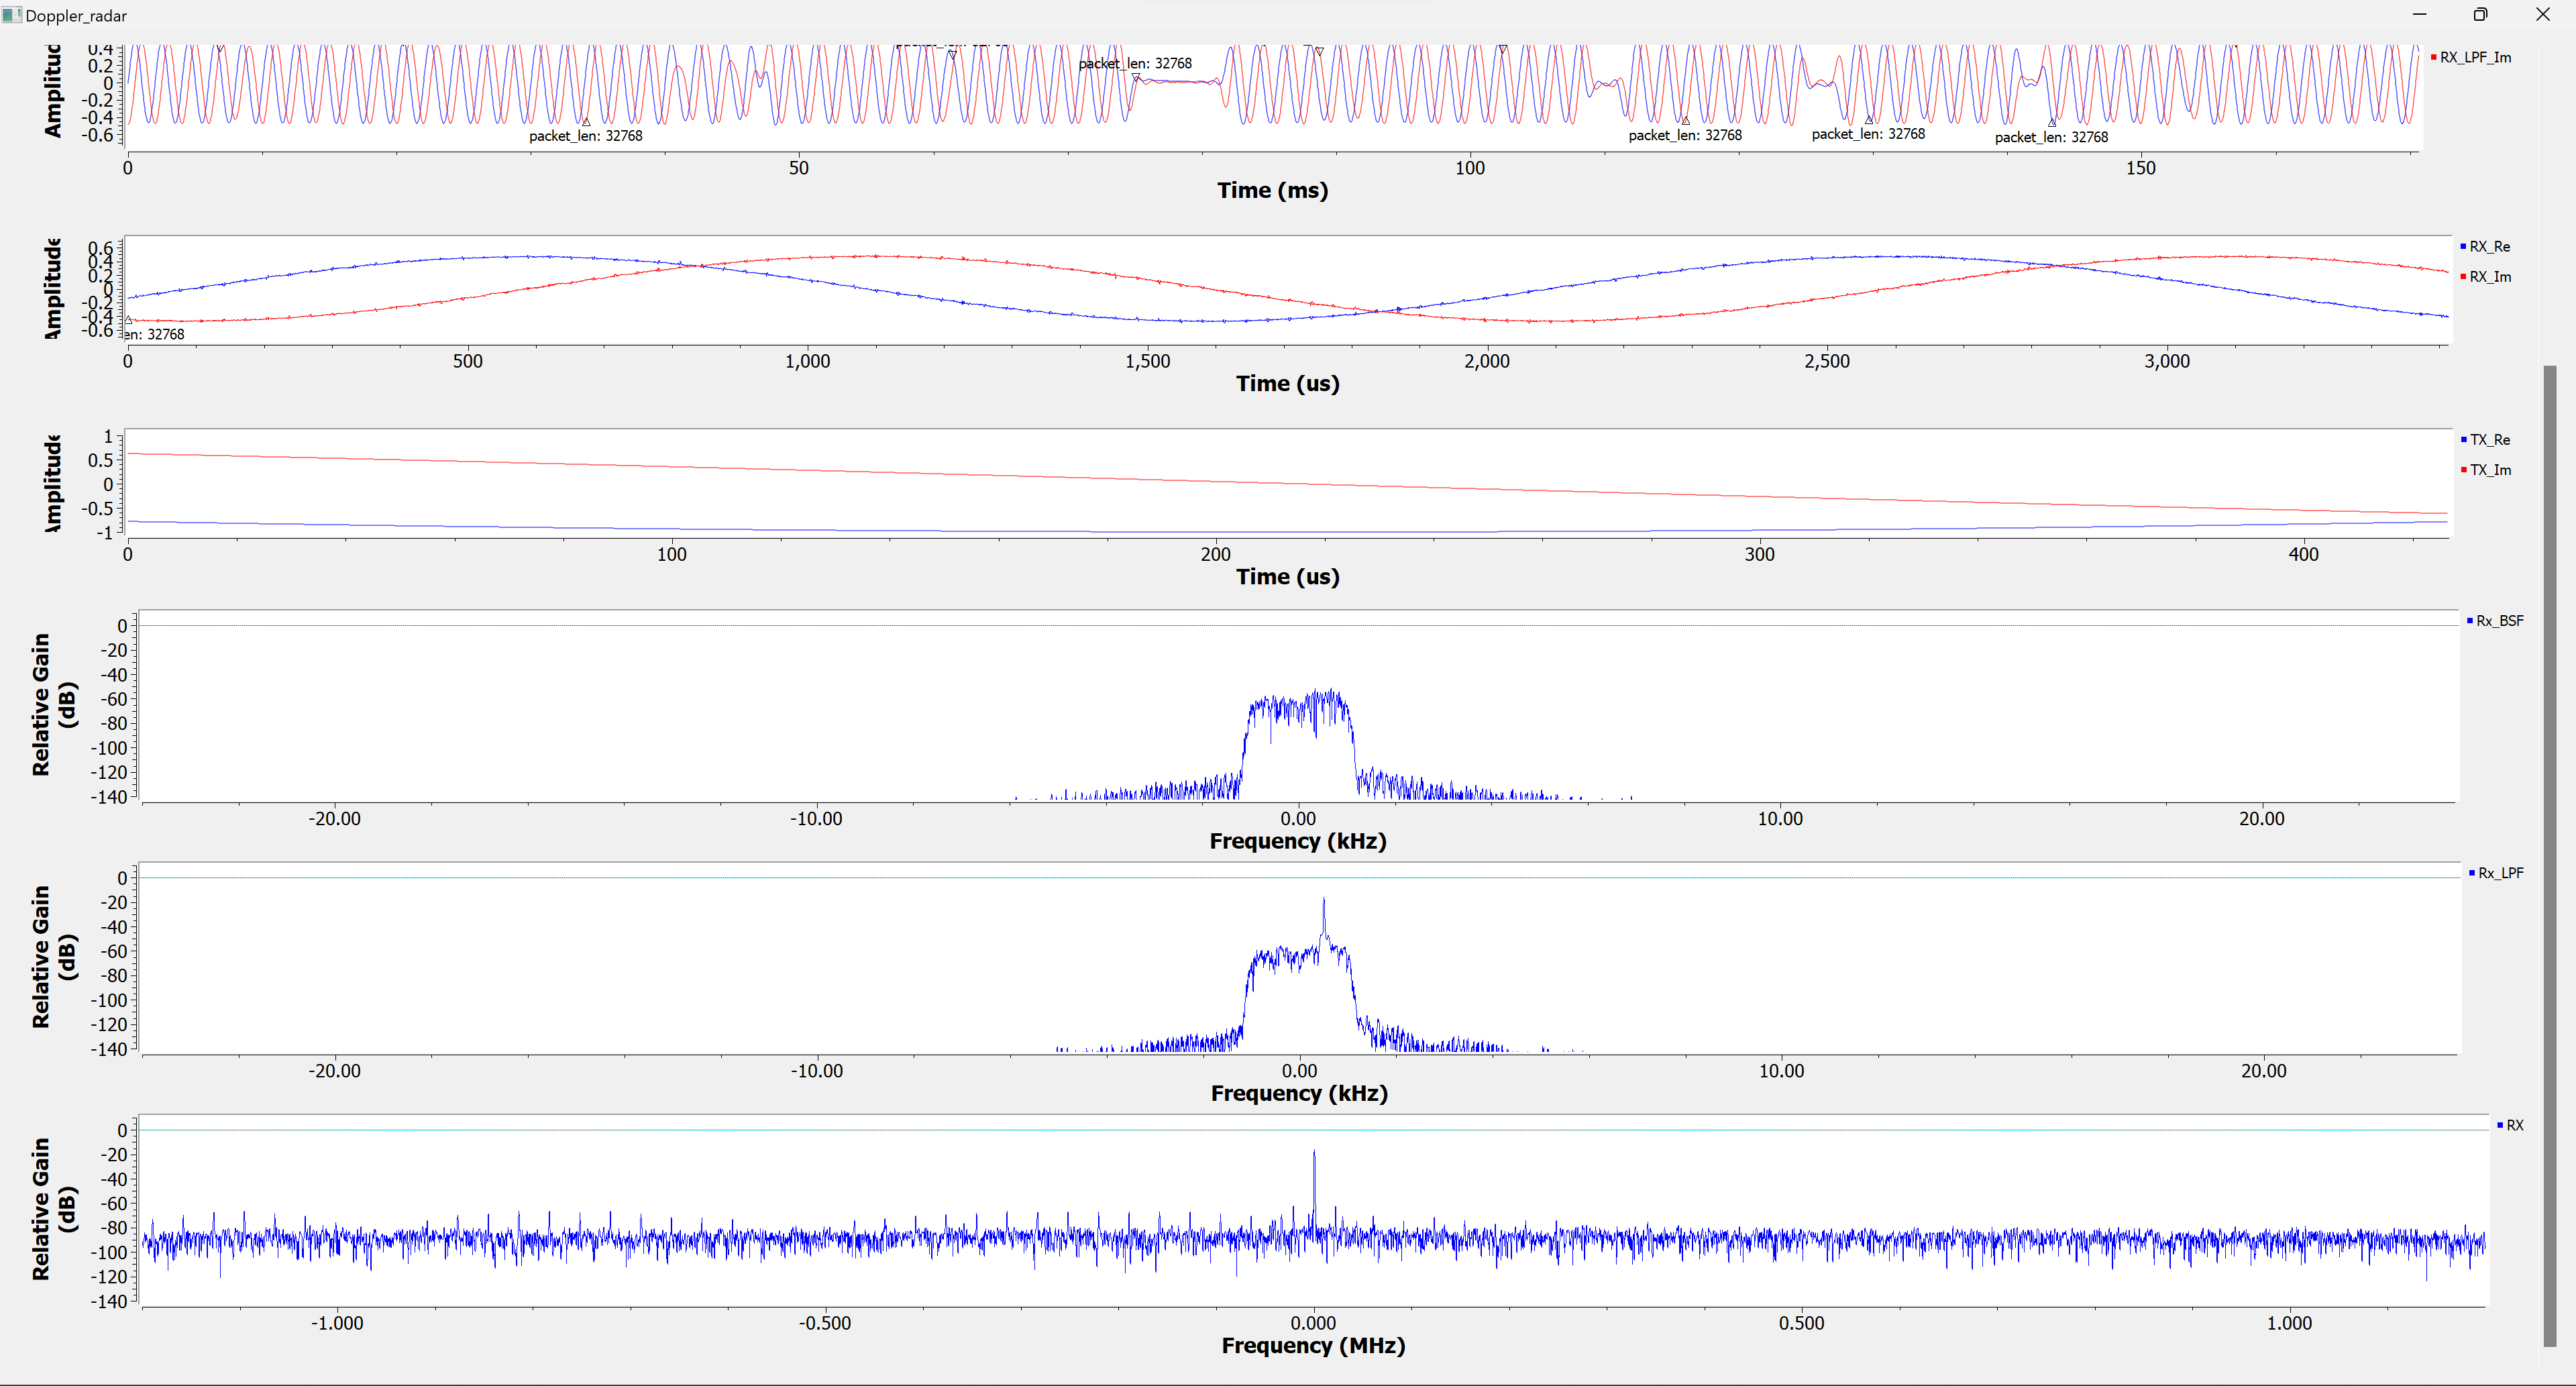 Doppler_radar
Amplitud
0.4
0.2
0
-0.2
-0.4
-0.6
packet_len: 32768
packet_len: 32768
packet_len: 32768
packet_len: 32768
packet_len: 32768
RX_LPF_Im
0 50 100 150
Time (ms)
Amplitude
0.6
0.4
0.2
0
-0.2
-0.4
-0.6
en: 32768
RX_Re
RX_Im
0 500 1,000 1,500 2,000 2,500 3,000
Time (us)
Amplitude
1
0.5
0
-0.5
-1
TX_Re
TX_Im
0 100 200 300 400
Time (us)
Relative Gain
(dB)
0
-20
-40
-60
-80
-100
-120
-140
Rx_BSF
-20.00 -10.00 0.00 10.00 20.00
Frequency (kHz)
Relative Gain
(dB)
0
-20
-40
-60
-80
-100
-120
-140
Rx_LPF
-20.00 -10.00 0.00 10.00 20.00
Frequency (kHz)
Relative Gain
(dB)
0
-20
-40
-60
-80
-100
-120
-140
RX
-1.000 -0.500 0.000 0.500 1.000
Frequency (MHz)